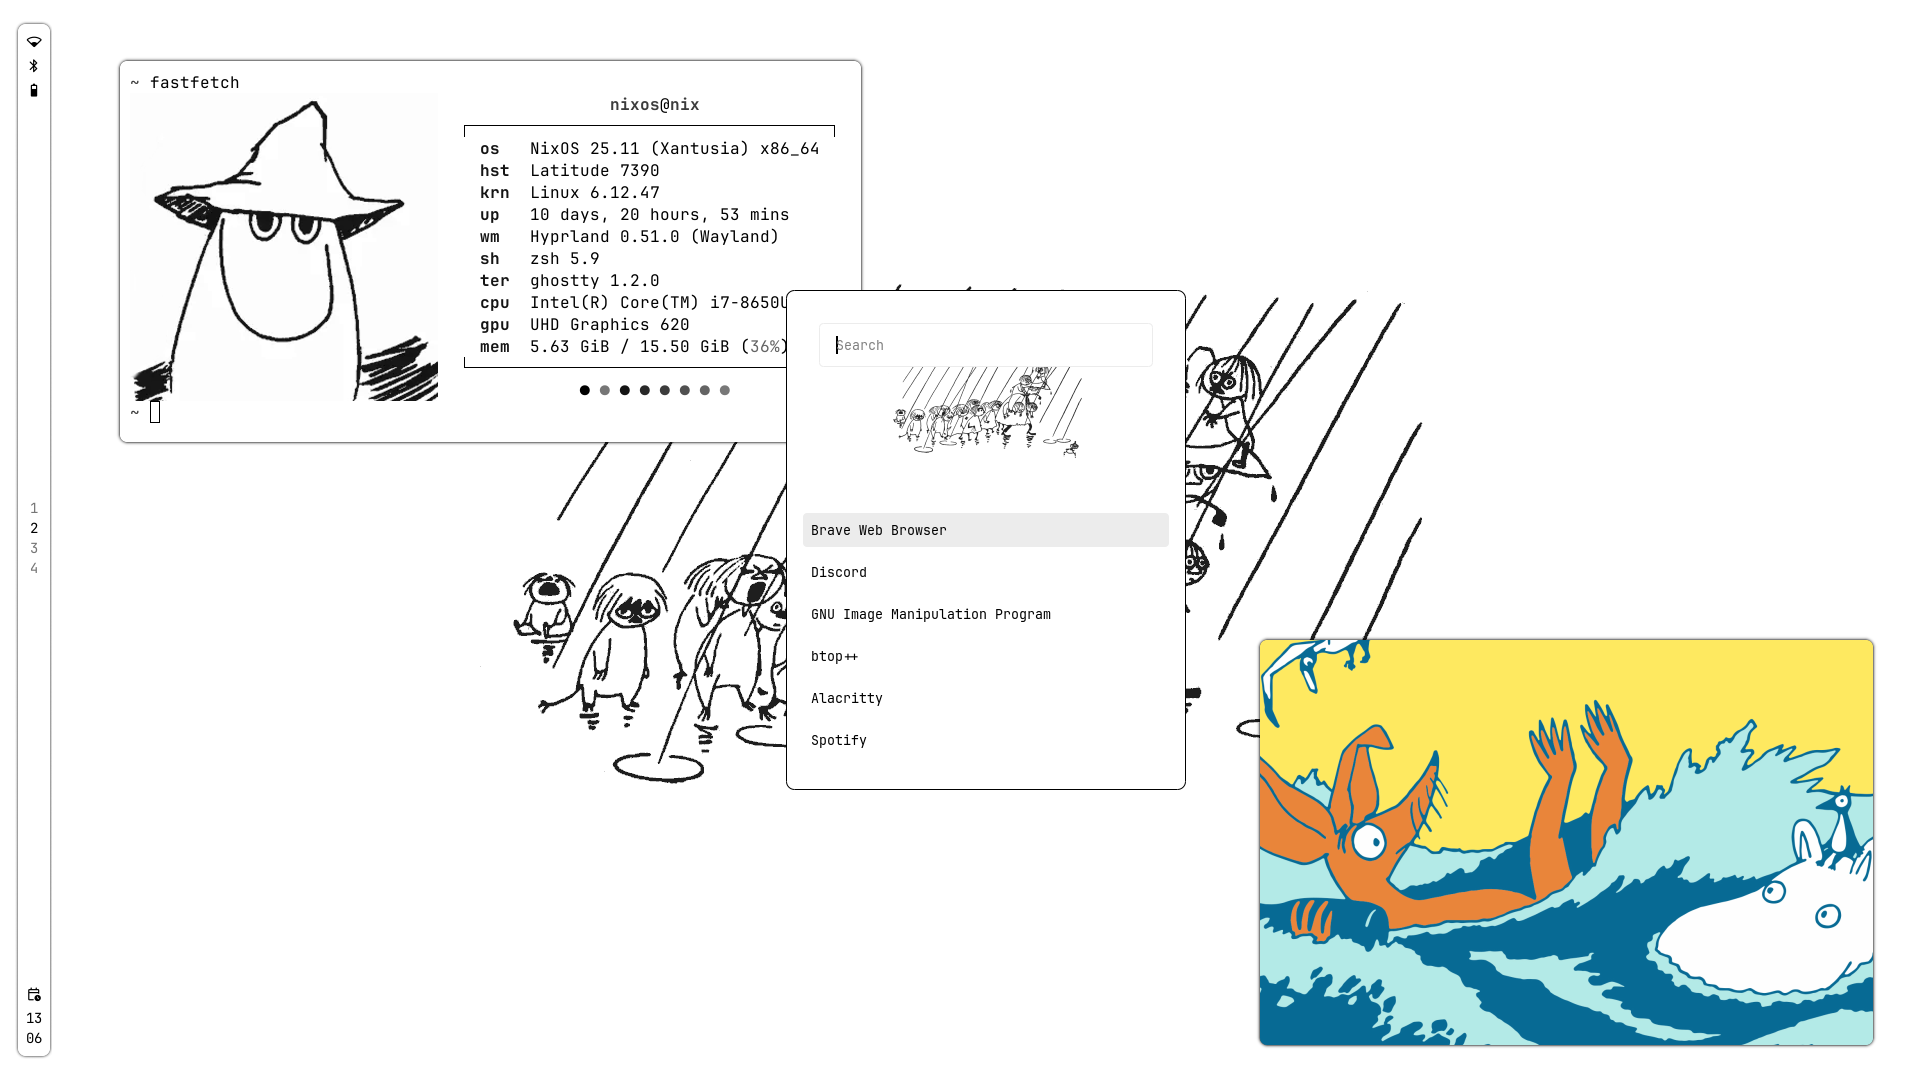 ~ fastfetch
nixos@nix
os NixOS 25.11 (Xantusia) x86_64
hst Latitude 7390
krn Linux 6.12.47
up 10 days, 20 hours, 53 mins
wm Hyprland 0.51.0 (Wayland)
sh zsh 5.9
ter ghostty 1.2.0
cpu Intel(R) Core(TM) i7-8650U
gpu UHD Graphics 620
mem 5.63 GiB / 15.50 GiB (36%)
~
Search
Brave Web Browser
Discord
GNU Image Manipulation Program
btop++
Alacritty
Spotify
1
2
3
4
13
06